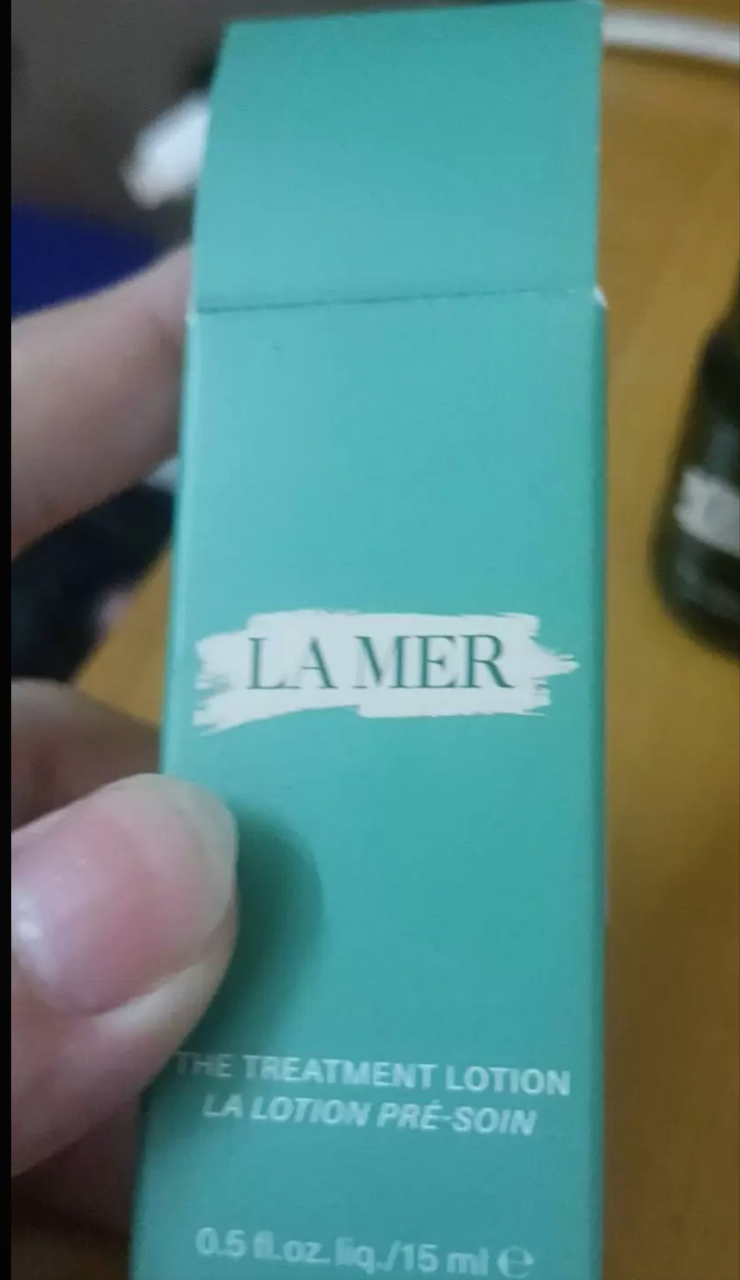 LA MER
THE TREATMENT LOTION
LA LOTION PRÉ-SOIN
0.5 fl.oz.liq./15 ml ℮